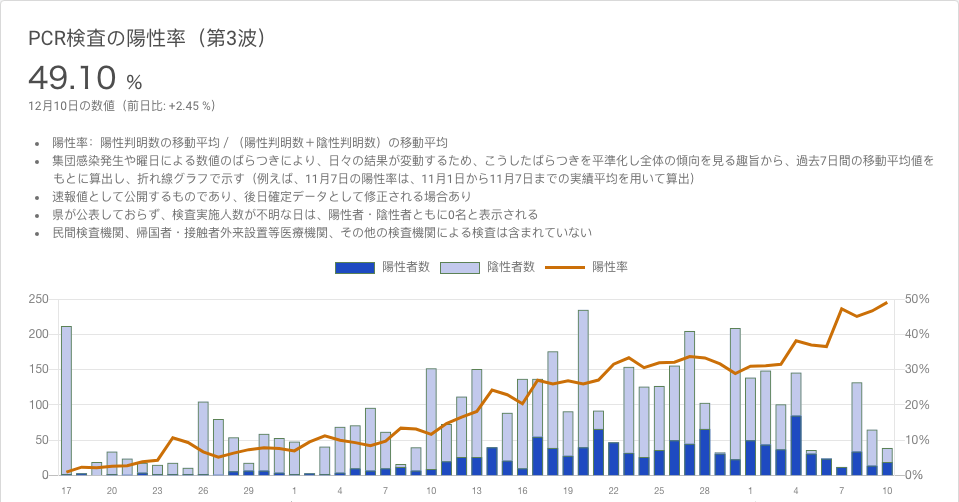 PCR検査の陽性率（第3波）
49.10 %
12月10日の数値（前日比: +2.45 %）
• 陽性率：陽性判明数の移動平均 / （陽性判明数＋陰性判明数）の移動平均
• 集団感染発生や曜日による数値のばらつきにより、日々の結果が変動するため、こうしたばらつきを平準化し全体の傾向を見る趣旨から、過去7日間の移動平均値を
もとに算出し、折れ線グラフで示す（例えば、11月7日の陽性率は、11月1日から11月7日までの実績平均を用いて算出）
• 速報値として公開するものであり、後日確定データとして修正される場合あり
• 県が公表しておらず、検査実施人数が不明な日は、陽性者・陰性者ともに0名と表示される
• 民間検査機関、帰国者・接触者外来設置等医療機関、その他の検査機関による検査は含まれていない
陽性者数 陰性者数 陽性率
250 50%
200 40%
150 30%
100 20%
50 10%
0 0%
17 20 23 26 29 1 4 7 10 13 16 19 22 25 28 1 4 7 10